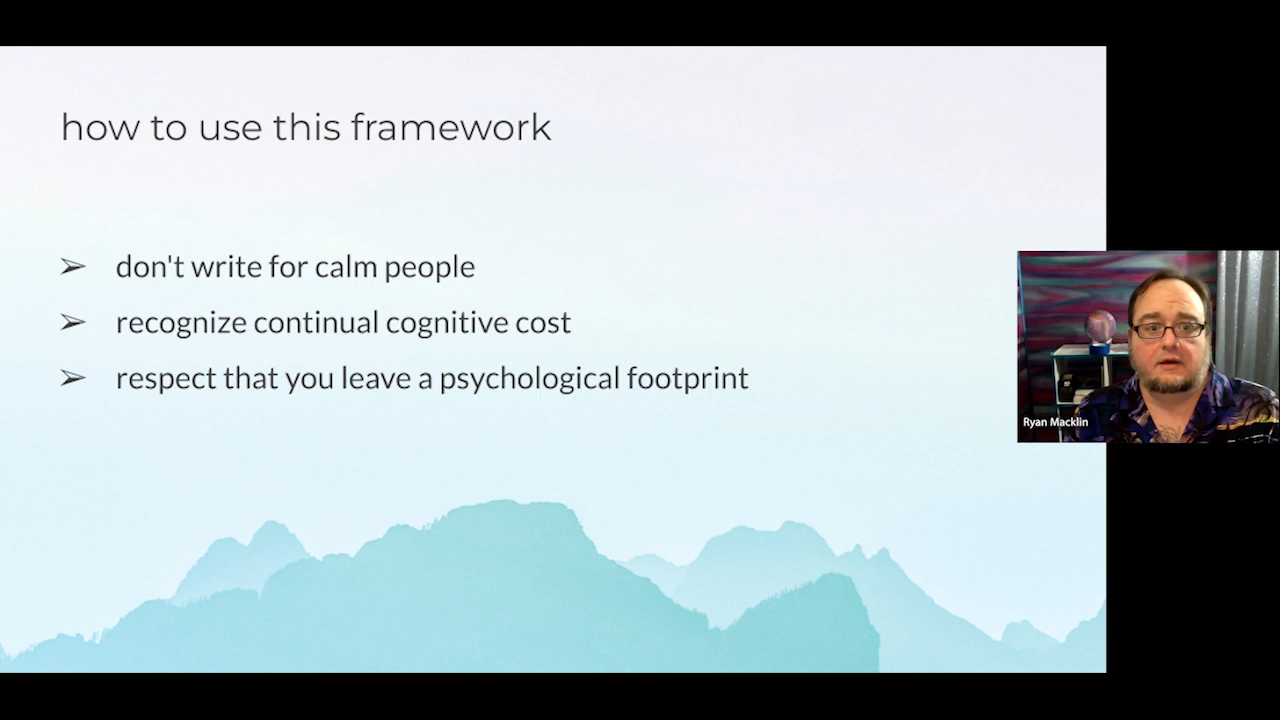 how to use this framework
➢ don't write for calm people
➢ recognize continual cognitive cost
➢ respect that you leave a psychological footprint
Ryan Macklin